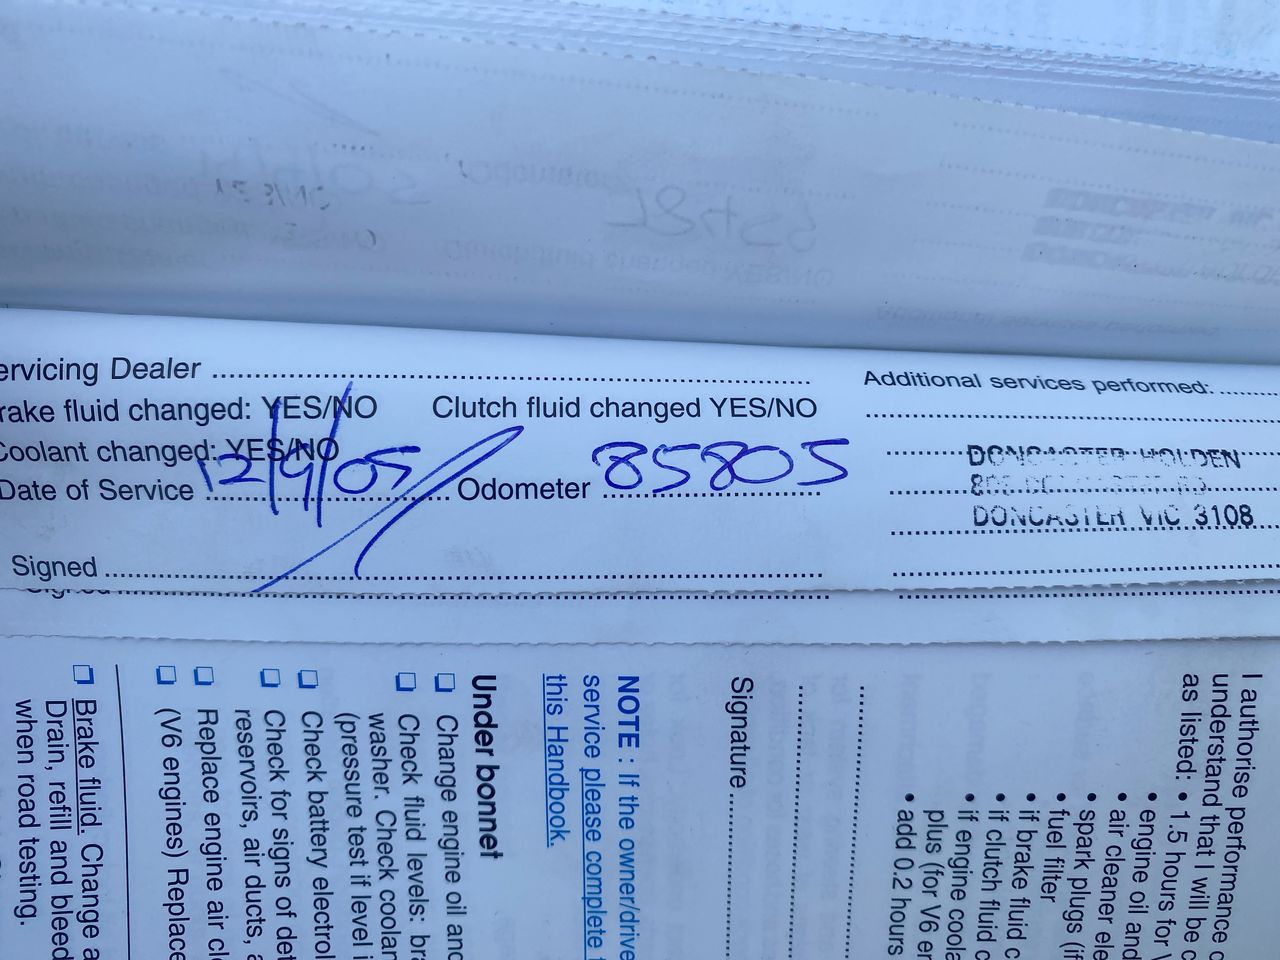 ervicing Dealer
rake fluid changed: YES/NO Clutch fluid changed YES/NO
Coolant changed: YES/NO
Date of Service 12/9/05 Odometer 85805
Signed
Additional services performed:
DONCASTER HOLDEN
DONCASTER VIC 3108
I authorise performance
understand that I will be c
as listed: • 1.5 hours for
• engine oil and
• air cleaner ele
• spark plugs (if
• fuel filter
• if brake fluid c
• if clutch fluid c
• if engine coola
plus (for V6 er
• add 0.2 hours
Signature
NOTE : If the owner/drive
service please complete
this Handbook.
Under bonnet
Change engine oil and
Check fluid levels: bra
washer. Check coolan
(pressure test if level i
Check battery electrol
Check for signs of det
reservoirs, air ducts,
Replace engine air cle
(V6 engines) Replace
Brake fluid. Change a
Drain, refill and bleed
when road testing.